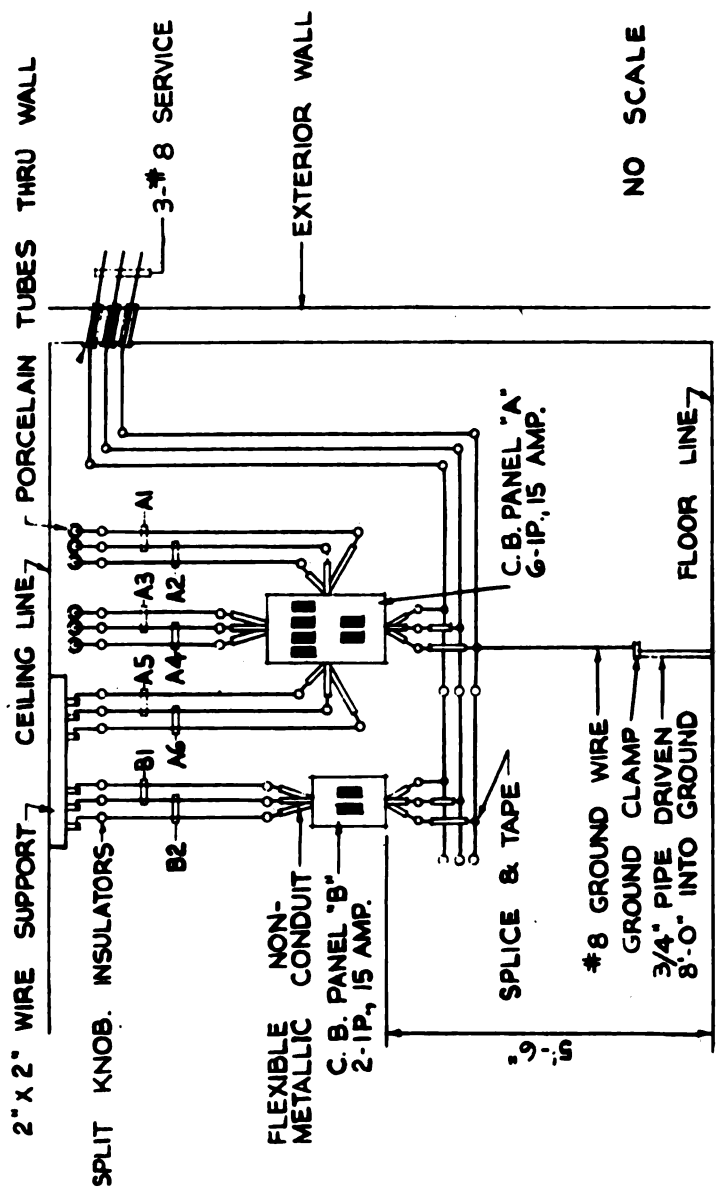 2" X 2" WIRE SUPPORT
CEILING LINE
PORCELAIN TUBES THRU WALL
SPLIT KNOB. INSULATORS
3-#8 SERVICE
B1
B2
A5
A6
A3
A4
A1
A2
EXTERIOR WALL
FLEXIBLE NON-
METALLIC CONDUIT
C. B. PANEL "B"
2-1P., 15 AMP.
C.B. PANEL "A"
6-1P., 15 AMP.
SPLICE & TAPE
#8 GROUND WIRE
GROUND CLAMP
3/4" PIPE DRIVEN
8'-0" INTO GROUND
FLOOR LINE
5'-6"
NO SCALE